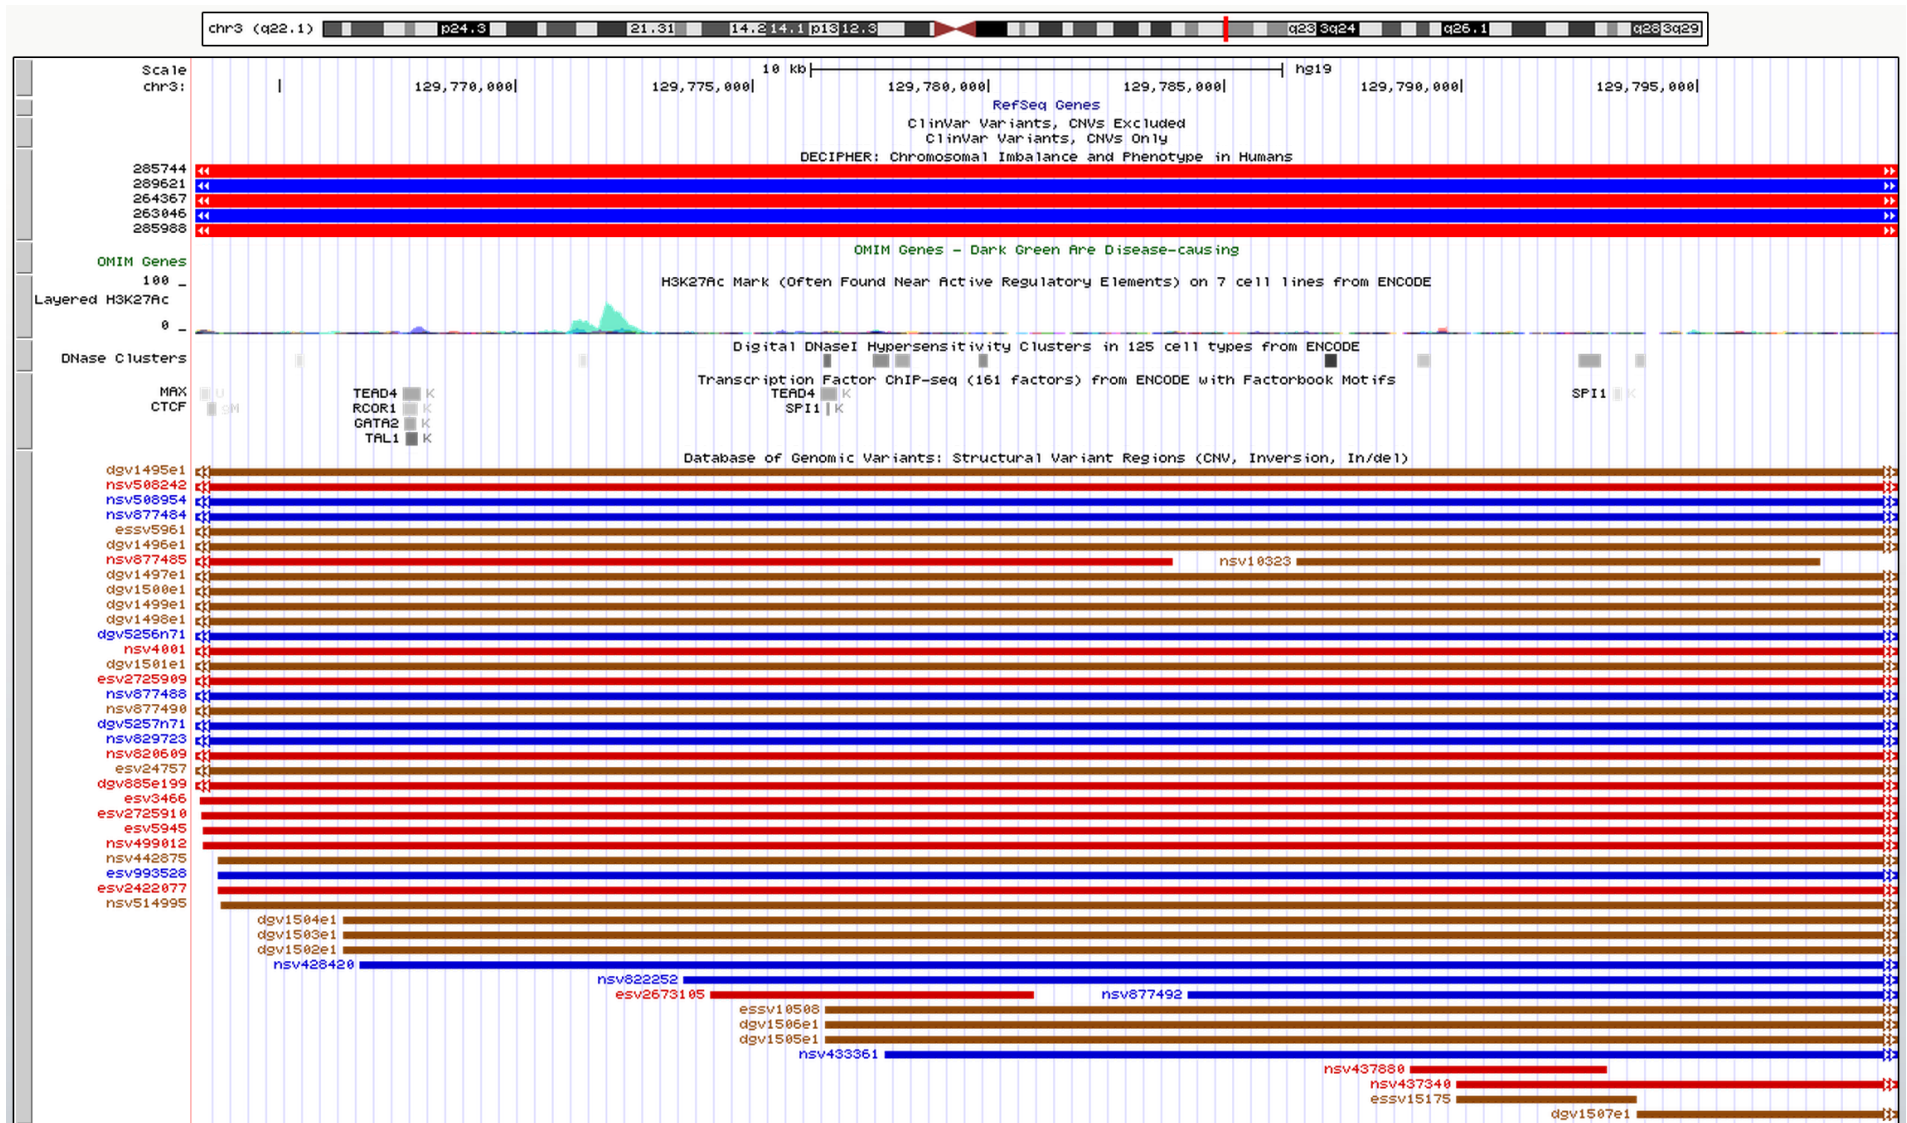 chr3 (q22.1) p24.3 21.31 14.2 14.1 p13 12.3 q23 3q24 q26.1 q28 3q29
Scale 10 kb hg19
chr3: 129,770,000 129,775,000 129,780,000 129,785,000 129,790,000 129,795,000
RefSeq Genes
ClinVar Variants, CNVs Excluded
ClinVar Variants, CNVs Only
DECIPHER: Chromosomal Imbalance and Phenotype in Humans
285744
289621
264367
263046
285988
OMIM Genes - Dark Green Are Disease-causing
OMIM Genes
100
H3K27Ac Mark (Often Found Near Active Regulatory Elements) on 7 cell lines from ENCODE
Layered H3K27Ac
0
Digital DNaseI Hypersensitivity Clusters in 125 cell types from ENCODE
DNase Clusters
Transcription Factor ChIP-seq (161 factors) from ENCODE with Factorbook Motifs
MAX U TEAD4 K TEAD4 K SPI1 K
CTCF gM RCOR1 K SPI1 K
GATA2 K
TAL1 K
Database of Genomic Variants: Structural Variant Regions (CNV, Inversion, In/del)
dgv1495e1
nsv508242
nsv508954
nsv877484
essv5961
dgv1496e1
nsv877485 nsv10323
dgv1497e1
dgv1500e1
dgv1499e1
dgv1498e1
dgv5256n71
nsv4001
dgv1501e1
esv2725909
nsv877488
nsv877490
dgv5257n71
nsv829723
nsv820609
esv24757
dgv885e199
esv3466
esv2725910
esv5945
nsv499012
nsv442875
esv993528
esv2422077
nsv514995
dgv1504e1
dgv1503e1
dgv1502e1
nsv428420
nsv822252
esv2673105 nsv877492
essv10508
dgv1506e1
dgv1505e1
nsv433361
nsv437880
nsv437340
essv15175
dgv1507e1